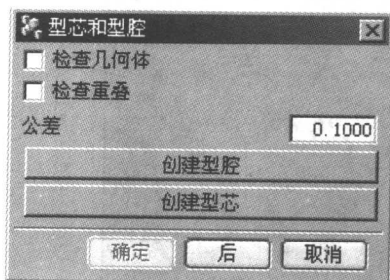 型芯和型腔
检查几何体
检查重叠
公差 0.1000
创建型腔
创建型芯
确定 后 取消